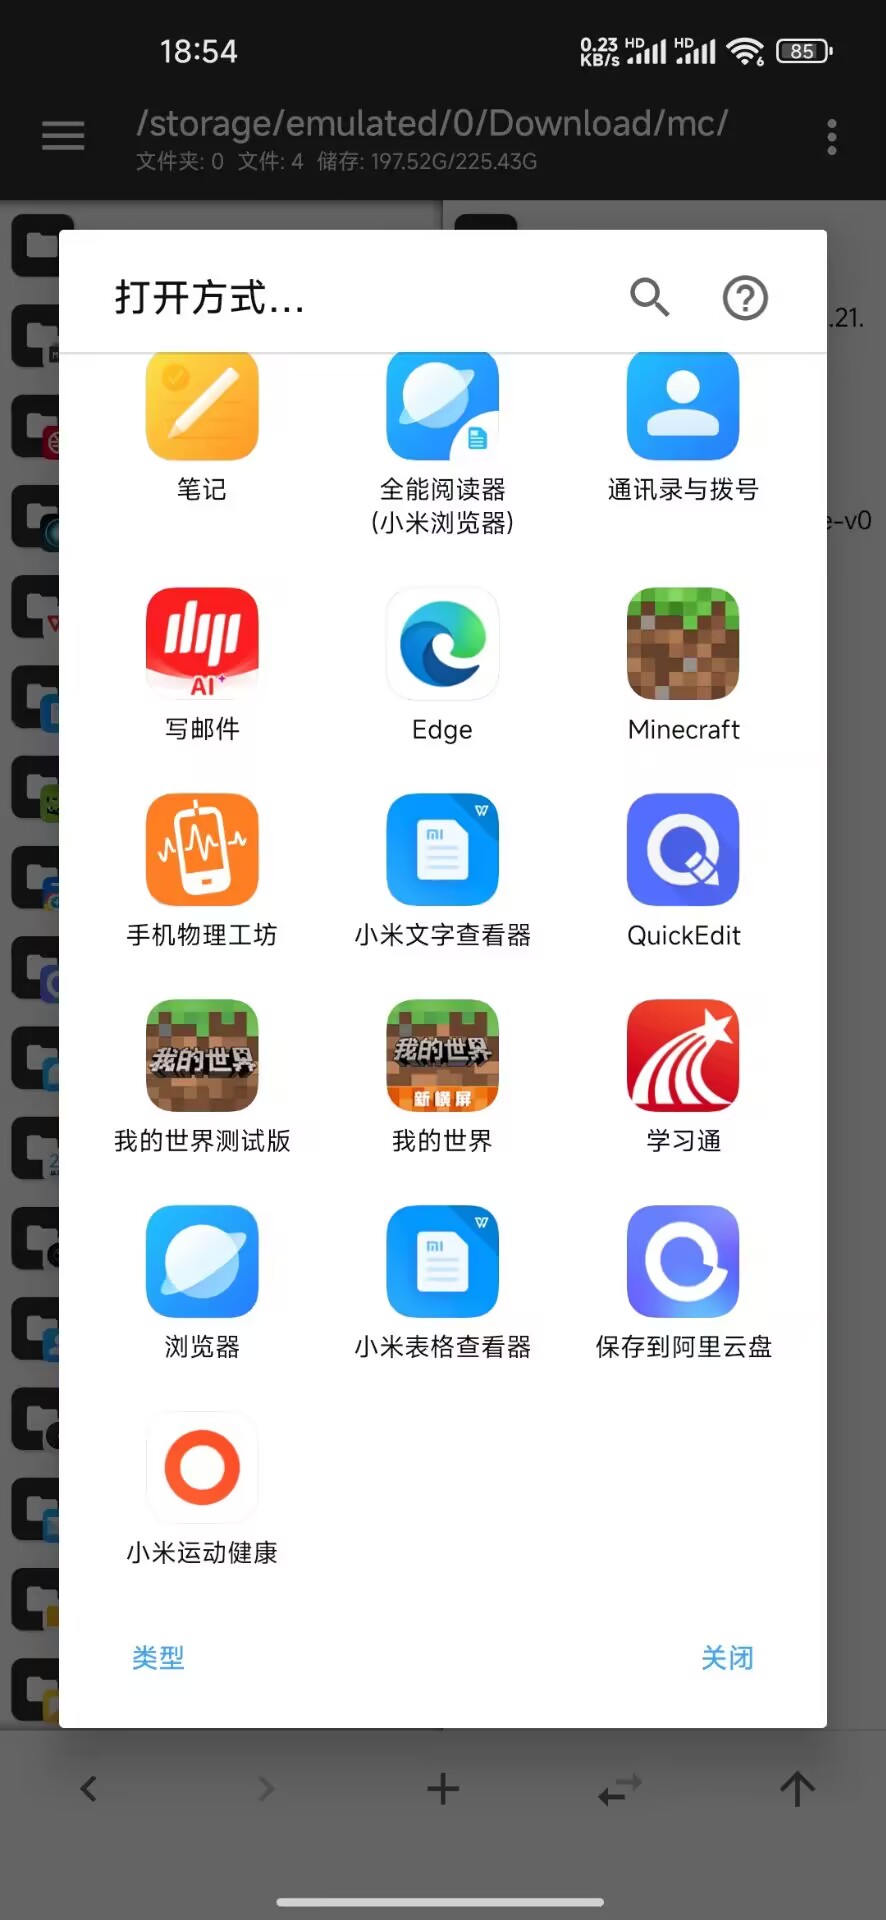 18:54
0.23 KB/s HD HD 6 85
/storage/emulated/0/Download/mc/
文件夹: 0 文件: 4 储存: 197.52G/225.43G
打开方式...
.21.
笔记
全能阅读器
(小米浏览器)
通讯录与拨号
e-v0
AI
写邮件
Edge
Minecraft
手机物理工坊
小米文字查看器
QuickEdit
我的世界
我的世界
新横屏
我的世界测试版
我的世界
学习通
浏览器
小米表格查看器
保存到阿里云盘
小米运动健康
类型
关闭